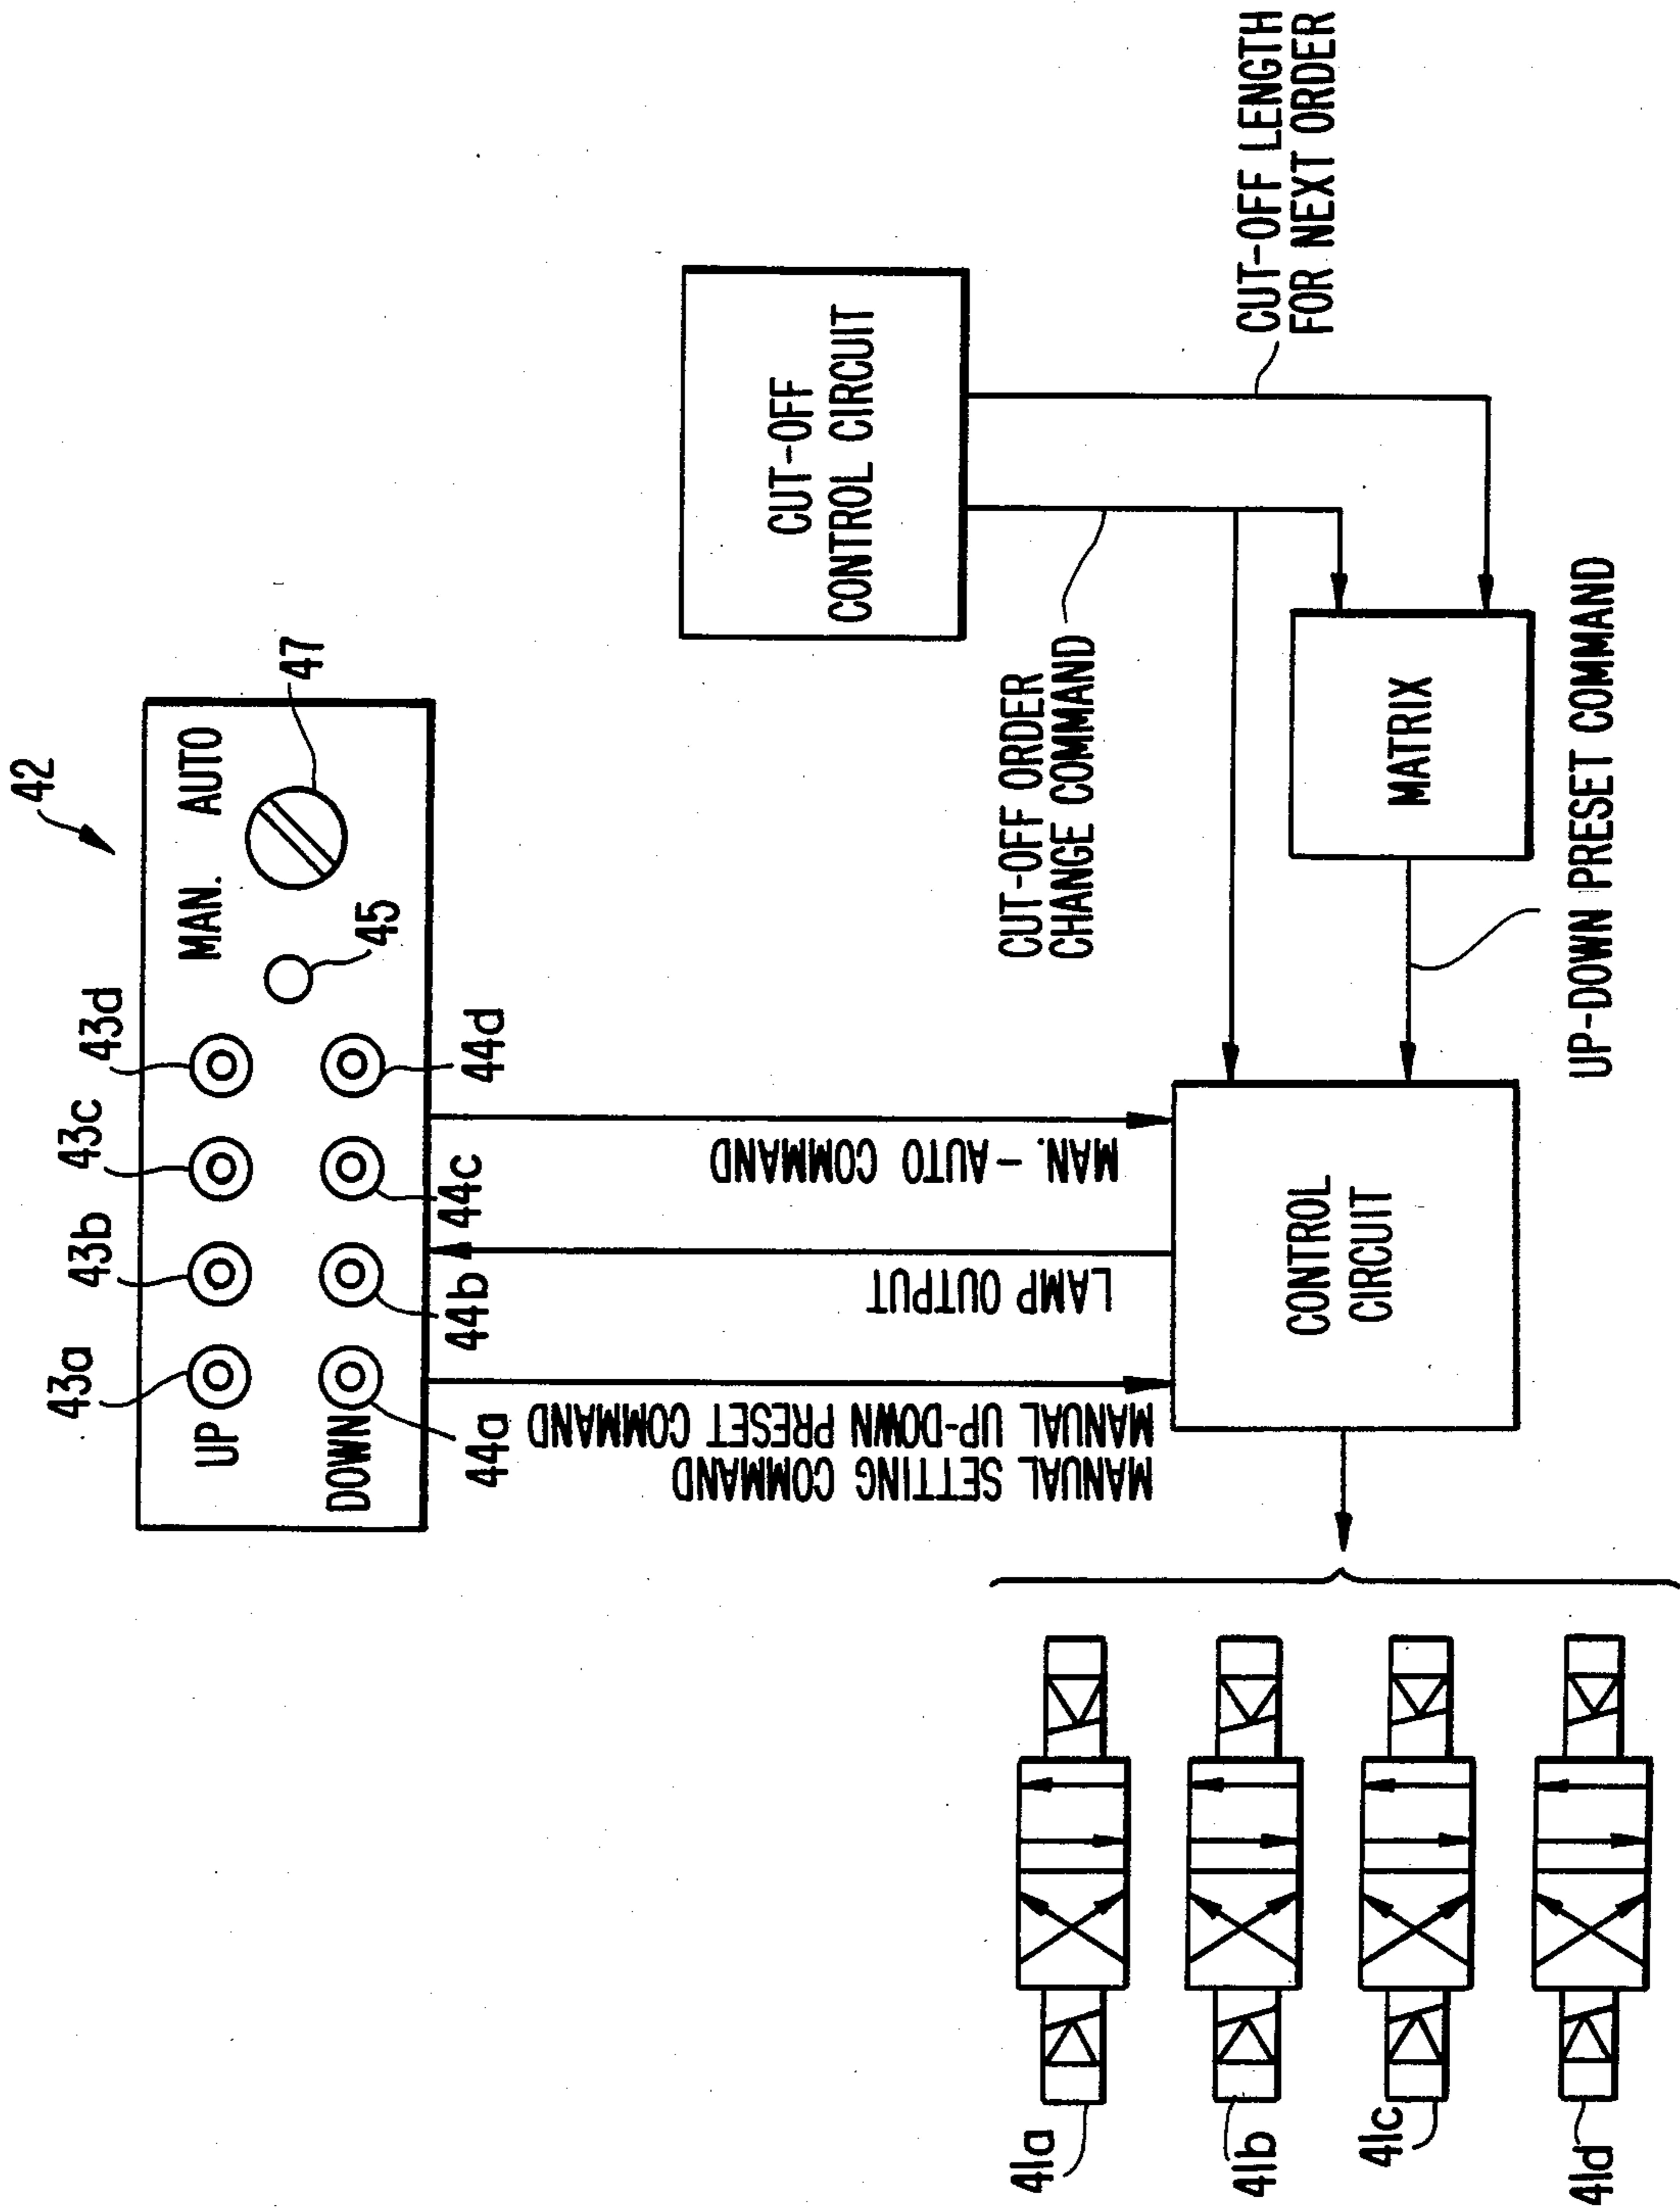 42
43a
43b
43c
43d
UP
MAN. AUTO
47
45
DOWN
44a
44b
44c
44d
MANUAL SETTING COMMAND
MANUAL UP-DOWN PRESET COMMAND
LAMP OUTPUT
MAN.-AUTO COMMAND
CUT-OFF
CONTROL CIRCUIT
CUT-OFF ORDER
CHANGE COMMAND
CUT-OFF LENGTH
FOR NEXT ORDER
CONTROL
CIRCUIT
MATRIX
UP-DOWN PRESET COMMAND
41a
41b
41c
41d